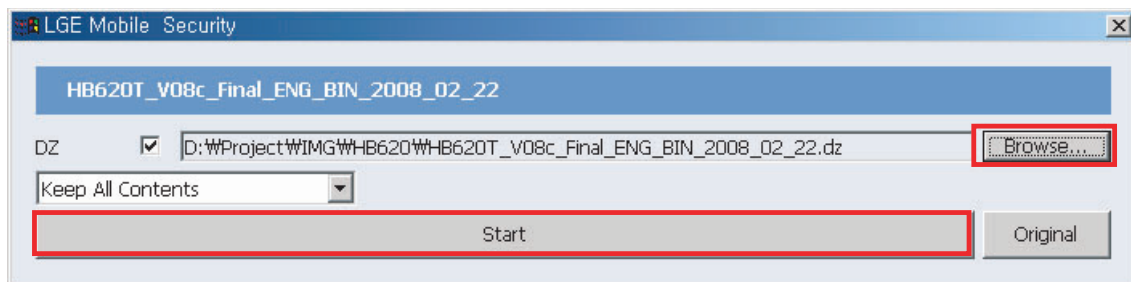 LGE Mobile Security
HB620T_V08c_Final_ENG_BIN_2008_02_22
DZ D:₩Project₩IMG₩HB620₩HB620T_V08c_Final_ENG_BIN_2008_02_22.dz Browse...
Keep All Contents
Start Original